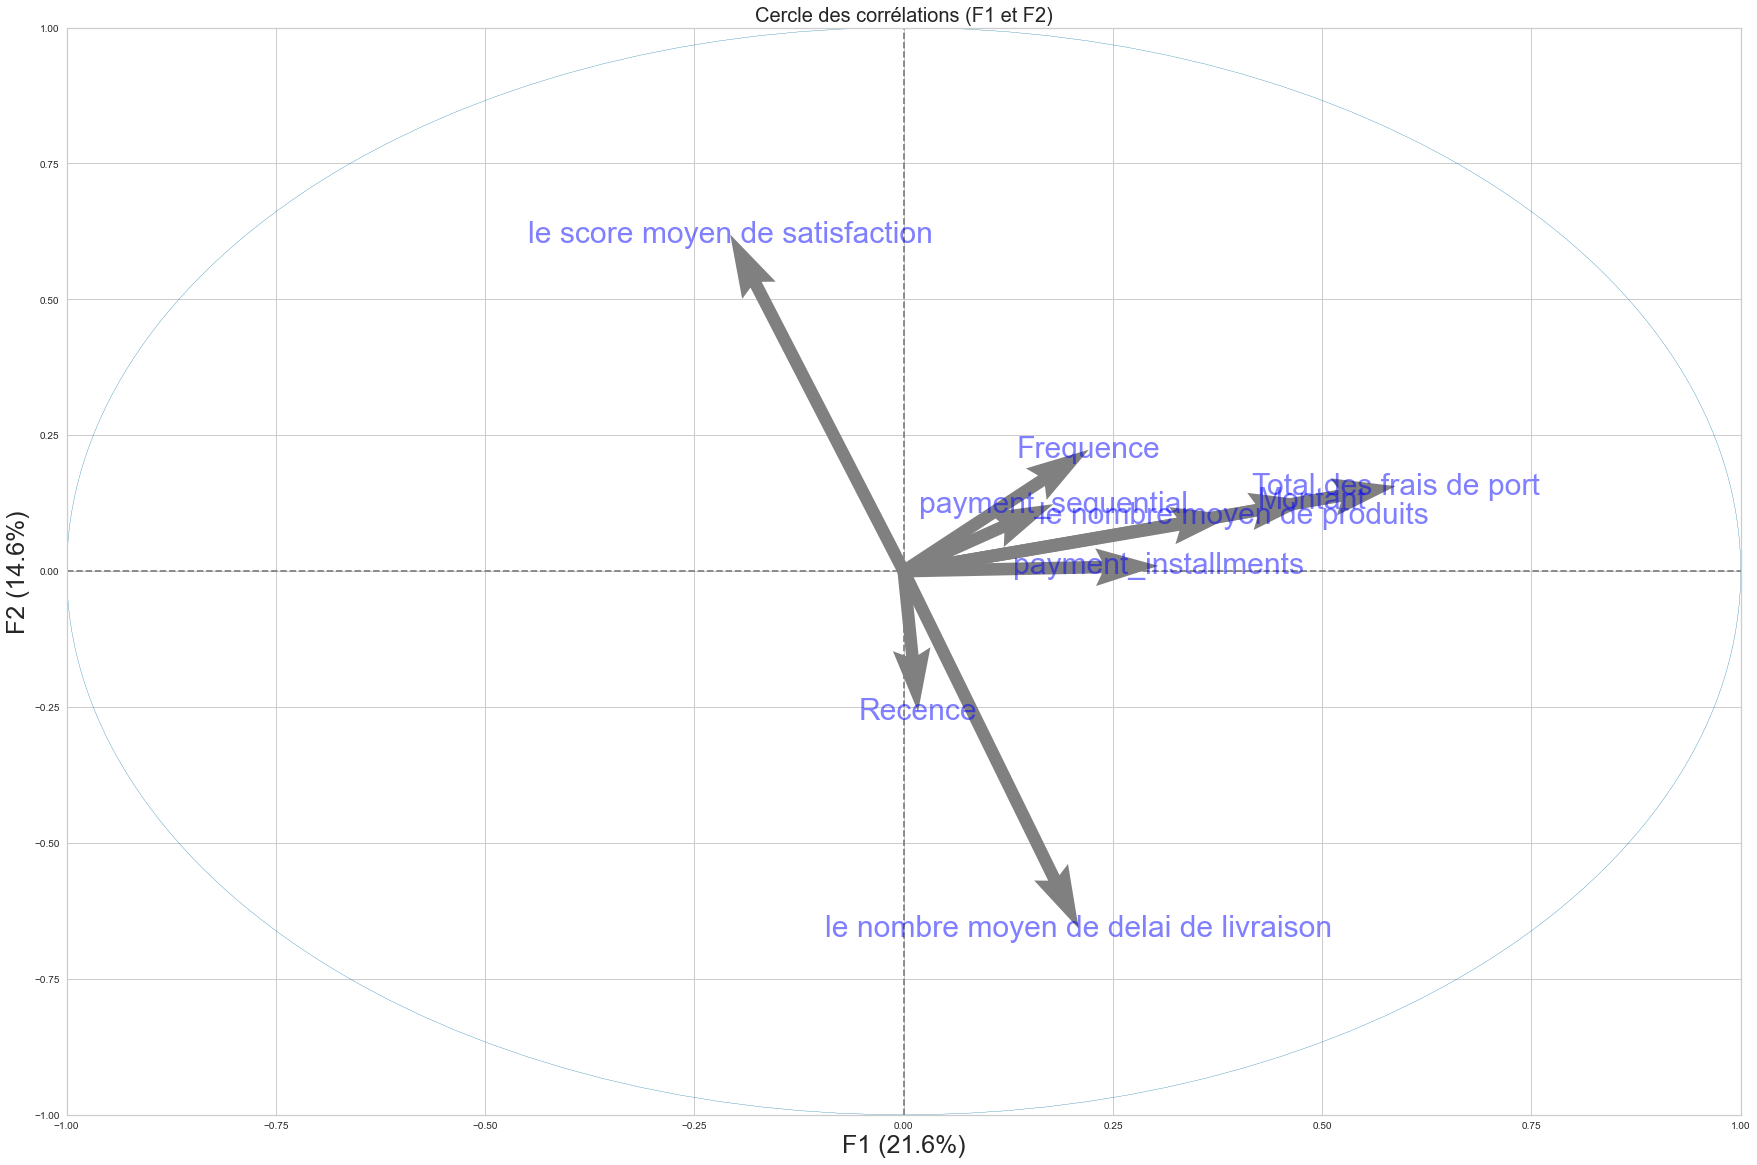 Cercle des corrélations (F1 et F2)
1.00
0.75
le score moyen de satisfaction
0.50
0.25
Frequence
Total des frais de port
Montant
payment_sequential
le nombre moyen de produits
payment_installments
0.00
F2 (14.6%)
−0.25
Recence
−0.50
le nombre moyen de delai de livraison
−0.75
−1.00
−1.00 −0.75 −0.50 −0.25 0.00 0.25 0.50 0.75 1.00
F1 (21.6%)